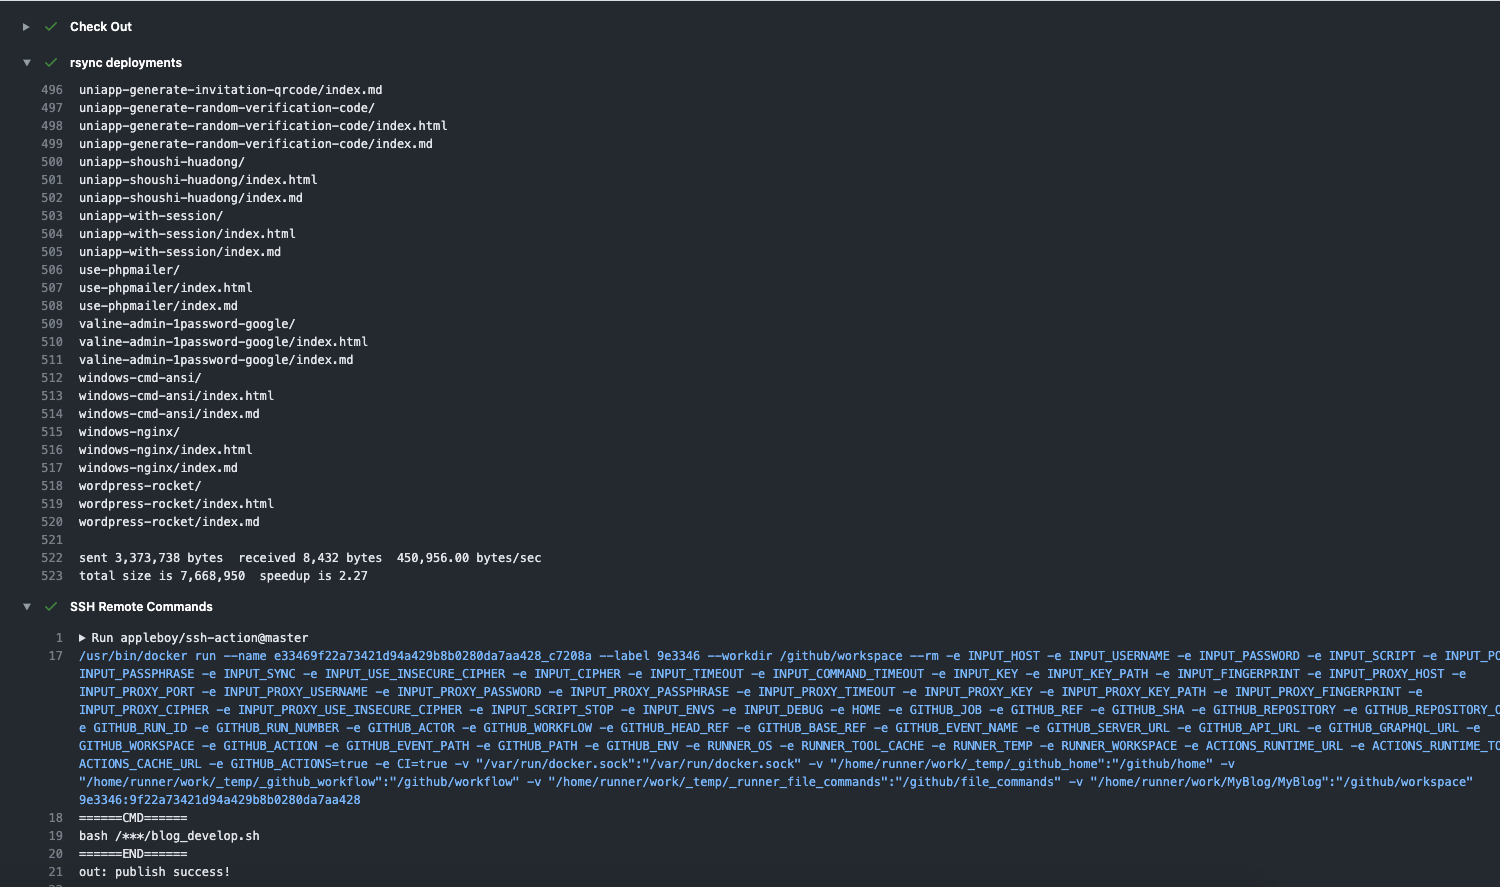 Check Out
rsync deployments
496 uniapp-generate-invitation-qrcode/index.md
497 uniapp-generate-random-verification-code/
498 uniapp-generate-random-verification-code/index.html
499 uniapp-generate-random-verification-code/index.md
500 uniapp-shoushi-huadong/
501 uniapp-shoushi-huadong/index.html
502 uniapp-shoushi-huadong/index.md
503 uniapp-with-session/
504 uniapp-with-session/index.html
505 uniapp-with-session/index.md
506 use-phpmailer/
507 use-phpmailer/index.html
508 use-phpmailer/index.md
509 valine-admin-1password-google/
510 valine-admin-1password-google/index.html
511 valine-admin-1password-google/index.md
512 windows-cmd-ansi/
513 windows-cmd-ansi/index.html
514 windows-cmd-ansi/index.md
515 windows-nginx/
516 windows-nginx/index.html
517 windows-nginx/index.md
518 wordpress-rocket/
519 wordpress-rocket/index.html
520 wordpress-rocket/index.md
521
522 sent 3,373,738 bytes  received 8,432 bytes  450,956.00 bytes/sec
523 total size is 7,668,950  speedup is 2.27
SSH Remote Commands
1 Run appleboy/ssh-action@master
17 /usr/bin/docker run --name e33469f22a73421d94a429b8b0280da7aa428_c7208a --label 9e3346 --workdir /github/workspace --rm -e INPUT_HOST -e INPUT_USERNAME -e INPUT_PASSWORD -e INPUT_SCRIPT -e INPUT_PO
INPUT_PASSPHRASE -e INPUT_SYNC -e INPUT_USE_INSECURE_CIPHER -e INPUT_CIPHER -e INPUT_TIMEOUT -e INPUT_COMMAND_TIMEOUT -e INPUT_KEY -e INPUT_KEY_PATH -e INPUT_FINGERPRINT -e INPUT_PROXY_HOST -e
INPUT_PROXY_PORT -e INPUT_PROXY_USERNAME -e INPUT_PROXY_PASSWORD -e INPUT_PROXY_PASSPHRASE -e INPUT_PROXY_TIMEOUT -e INPUT_PROXY_KEY -e INPUT_PROXY_KEY_PATH -e INPUT_PROXY_FINGERPRINT -e
INPUT_PROXY_CIPHER -e INPUT_PROXY_USE_INSECURE_CIPHER -e INPUT_SCRIPT_STOP -e INPUT_ENVS -e INPUT_DEBUG -e HOME -e GITHUB_JOB -e GITHUB_REF -e GITHUB_SHA -e GITHUB_REPOSITORY -e GITHUB_REPOSITORY_O
e GITHUB_RUN_ID -e GITHUB_RUN_NUMBER -e GITHUB_ACTOR -e GITHUB_WORKFLOW -e GITHUB_HEAD_REF -e GITHUB_BASE_REF -e GITHUB_EVENT_NAME -e GITHUB_SERVER_URL -e GITHUB_API_URL -e GITHUB_GRAPHQL_URL -e
GITHUB_WORKSPACE -e GITHUB_ACTION -e GITHUB_EVENT_PATH -e GITHUB_PATH -e GITHUB_ENV -e RUNNER_OS -e RUNNER_TOOL_CACHE -e RUNNER_TEMP -e RUNNER_WORKSPACE -e ACTIONS_RUNTIME_URL -e ACTIONS_RUNTIME_TO
ACTIONS_CACHE_URL -e GITHUB_ACTIONS=true -e CI=true -v "/var/run/docker.sock":"/var/run/docker.sock" -v "/home/runner/work/_temp/_github_home":"/github/home" -v
"/home/runner/work/_temp/_github_workflow":"/github/workflow" -v "/home/runner/work/_temp/_runner_file_commands":"/github/file_commands" -v "/home/runner/work/MyBlog/MyBlog":"/github/workspace"
9e3346:9f22a73421d94a429b8b0280da7aa428
18 ======CMD======
19 bash /***/blog_develop.sh
20 ======END======
21 out: publish success!